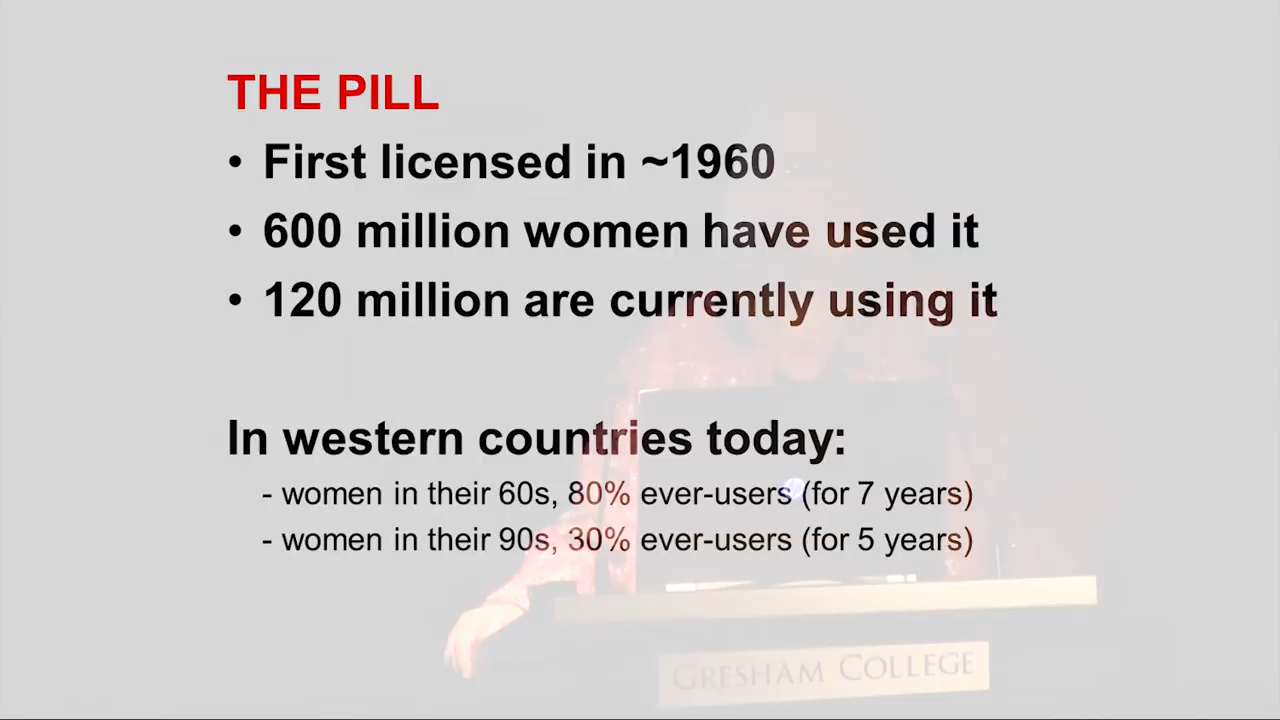 THE PILL
• First licensed in ~1960
• 600 million women have used it
• 120 million are currently using it
In western countries today:
- women in their 60s, 80% ever-users (for 7 years)
- women in their 90s, 30% ever-users (for 5 years)
GRESHAM COLLEGE